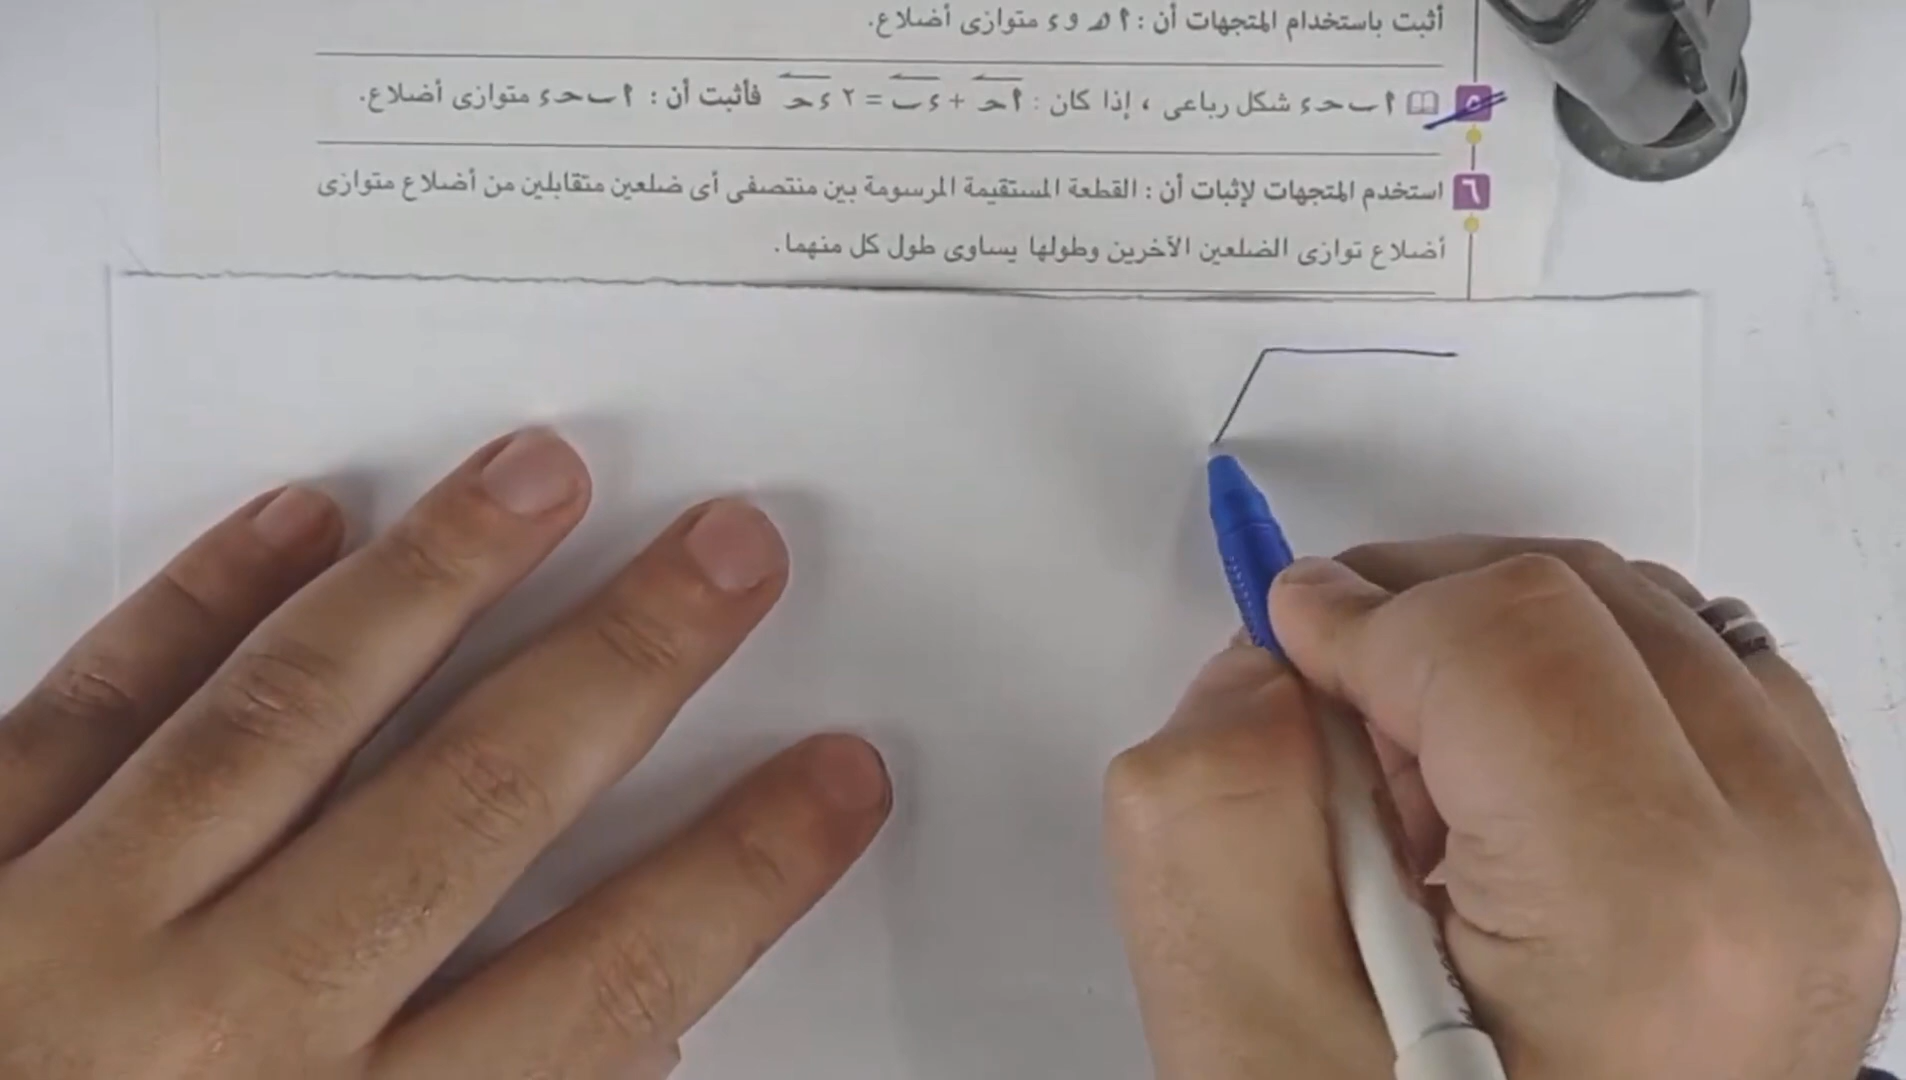 أثبت باستخدام المتجهات أن : ٢ هـ و ء متوازى أضلاع.
٥ ا ب حـ ء شكل رباعى ، إذا كان : ا حـ + ء ب = ٢ ء حـ فأثبت أن : ا ب حـ ء متوازى أضلاع.
٦ استخدم المتجهات لإثبات أن : القطعة المستقيمة المرسومة بين منتصفى أى ضلعين متقابلين من أضلاع متوازى
أضلاع توازى الضلعين الآخرين وطولها يساوى طول كل منهما.